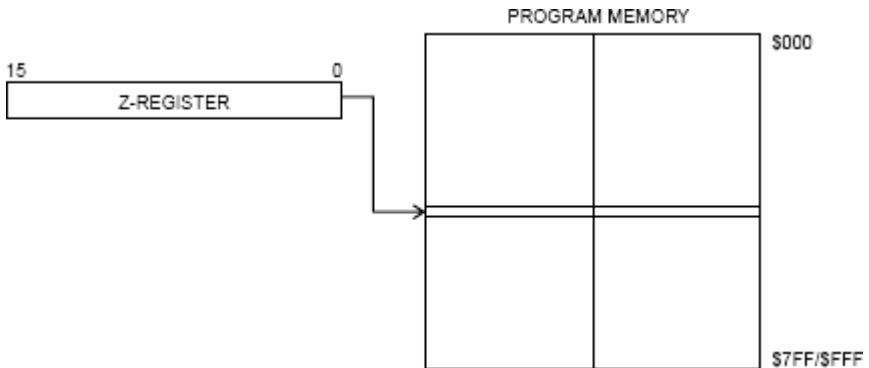 PROGRAM MEMORY
$000
15 0
Z-REGISTER
$7FF/$FFF